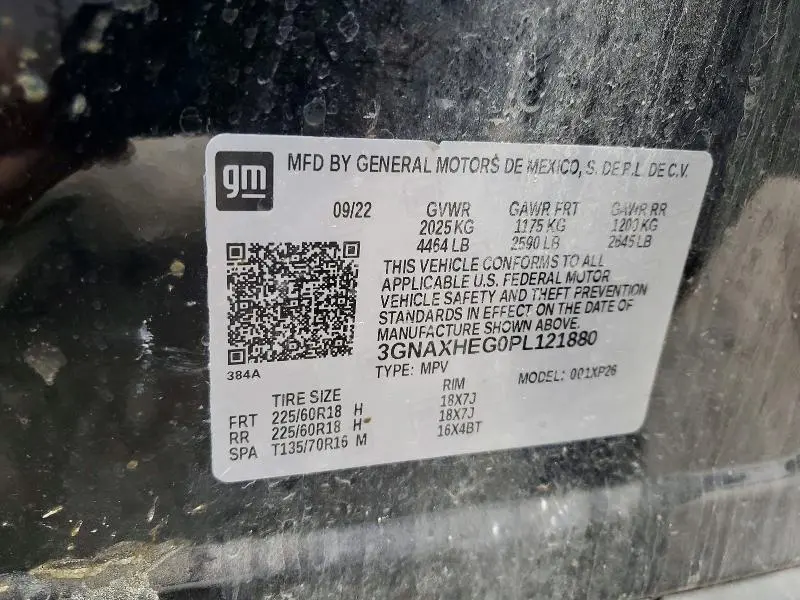 gm
MFD BY GENERAL MOTORS DE MEXICO, S. DE R.L. DE C.V.
09/22 GVWR GAWR FRT GAWR RR
2025 KG 1175 KG 1200 KG
4464 LB 2590 LB 2645 LB
THIS VEHICLE CONFORMS TO ALL
APPLICABLE U.S. FEDERAL MOTOR
VEHICLE SAFETY AND THEFT PREVENTION
STANDARDS IN EFFECT ON THE DATE OF
MANUFACTURE SHOWN ABOVE.
3GNAXHEG0PL121880
384A
TYPE: MPV MODEL: 001XP26
TIRE SIZE RIM
FRT 225/60R18 H 18X7J
RR 225/60R18 H 18X7J
SPA T135/70R16 M 16X4BT